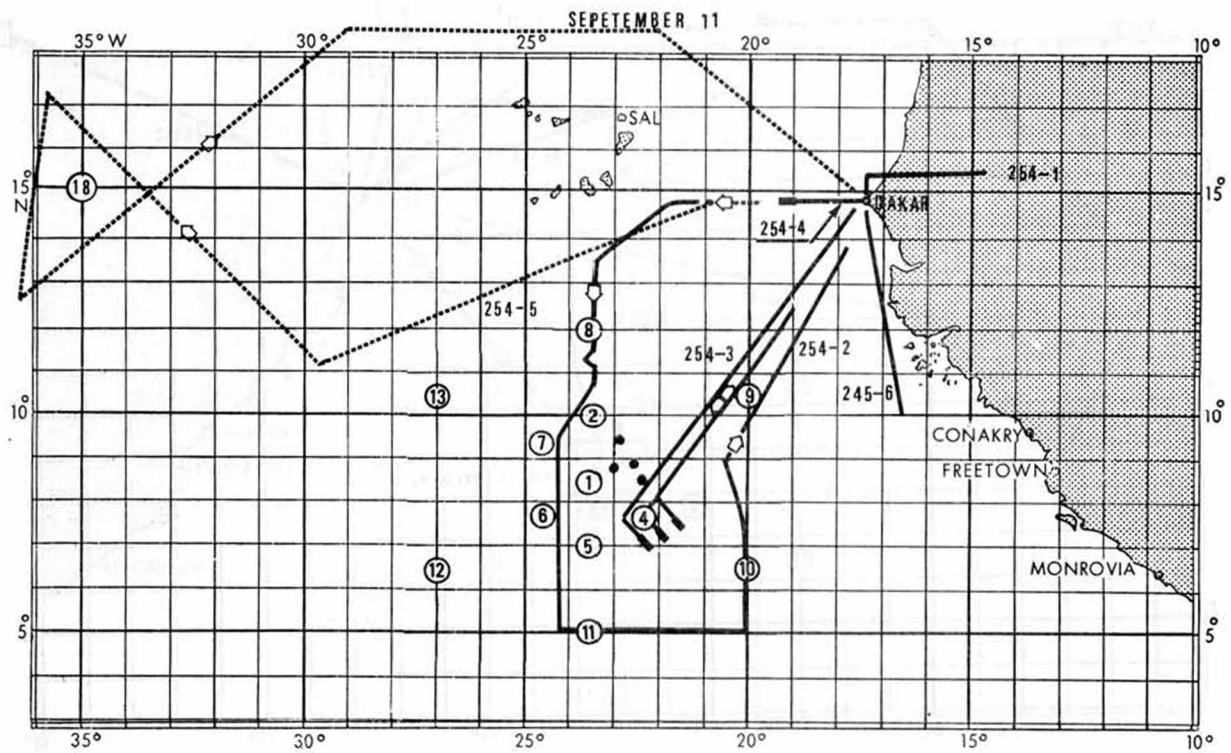 SEPETEMBER 11
35°W 30° 25° 20° 15° 10°
SAL
18
N 15°
15°
254-1
DAKAR
254-4
254-5
8
254-3
254-2
13
9
245-6
10°
2
10°
7
CONAKRY
FREETOWN
1
6
4
5
12
10
MONROVIA
5°
11
5°
35° 30° 25° 20° 15° 10°